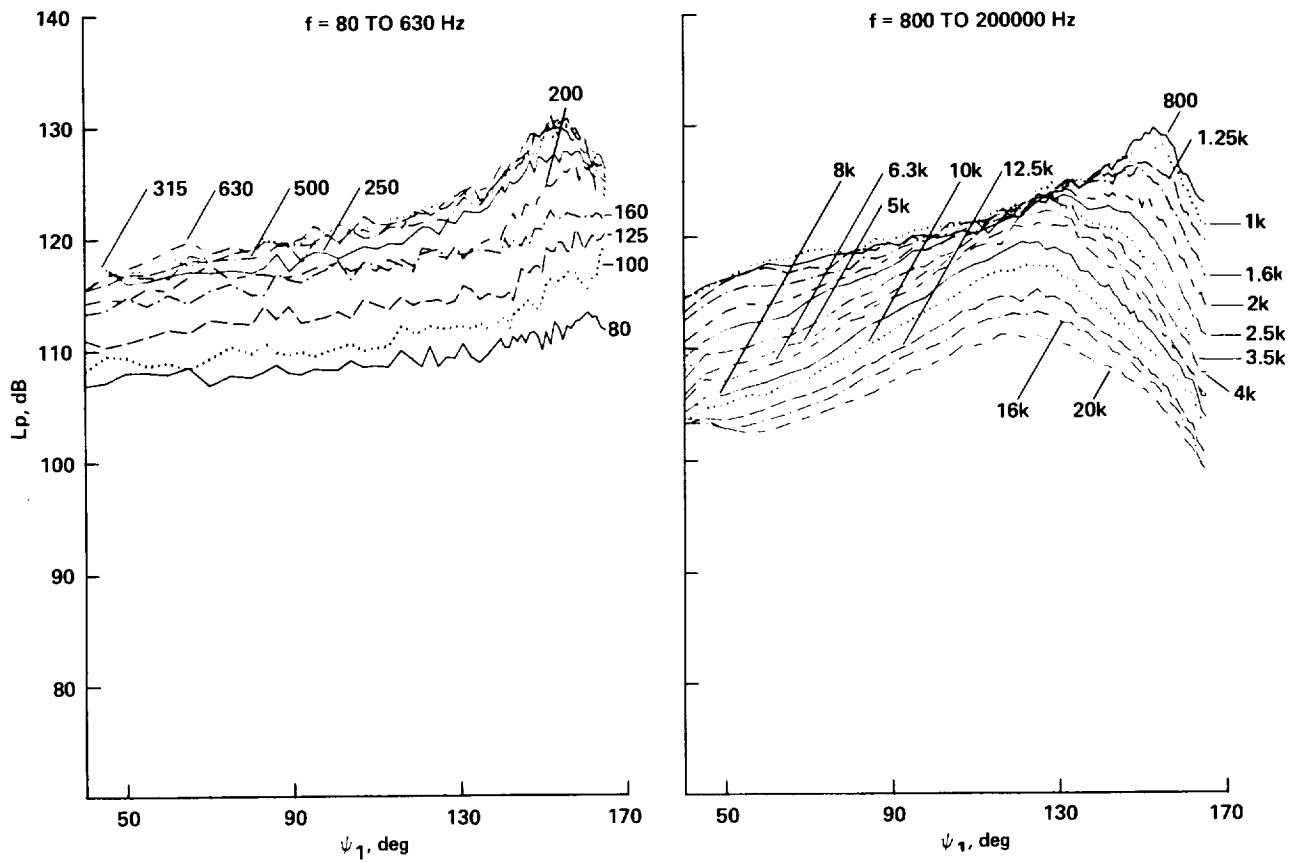 f = 80 TO 630 Hz
140
130
120
110
100
90
80
Lp, dB
200
315
630
500
250
160
125
100
80
50
90
130
170
ψ1, deg
f = 800 TO 200000 Hz
800
1.25k
8k
6.3k
10k
12.5k
5k
1k
1.6k
2k
2.5k
3.5k
4k
16k
20k
50
90
130
170
ψ1, deg